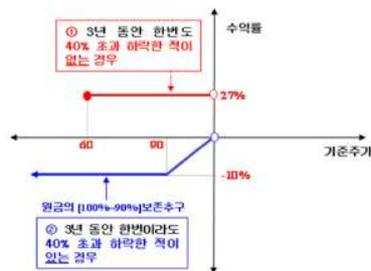 ① 3년 동안 한번도
40% 초과 하락한 적이
없는 경우
수익률
27%
60
90
기준주가
-10%
원금의 [100%-90%]보존추구
② 3년 동안 한번이라도
40% 초과 하락한 적이
있는 경우